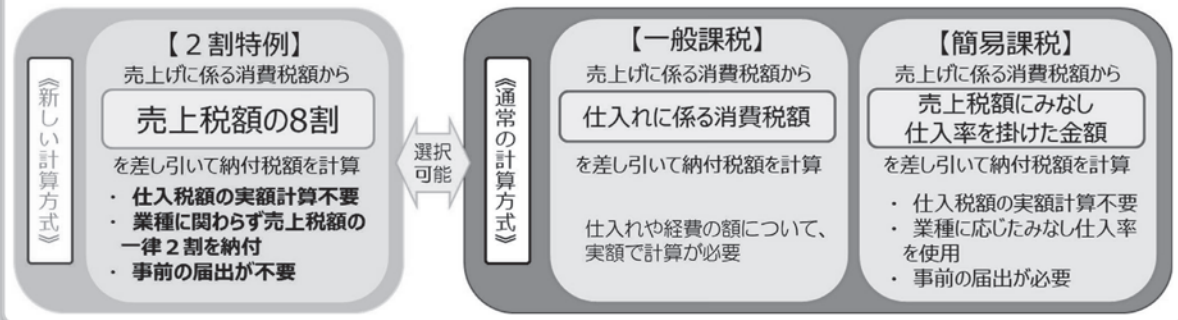 《新しい計算方式》
【２割特例】
売上げに係る消費税額から
売上税額の8割
を差し引いて納付税額を計算
・ 仕入税額の実額計算不要
・ 業種に関わらず売上税額の
一律２割を納付
・ 事前の届出が不要
選択
可能
《通常の計算方式》
【一般課税】
売上げに係る消費税額から
仕入れに係る消費税額
を差し引いて納付税額を計算
仕入れや経費の額について、
実額で計算が必要
【簡易課税】
売上げに係る消費税額から
売上税額にみなし
仕入率を掛けた金額
を差し引いて納付税額を計算
・ 仕入税額の実額計算不要
・ 業種に応じたみなし仕入率
を使用
・ 事前の届出が必要